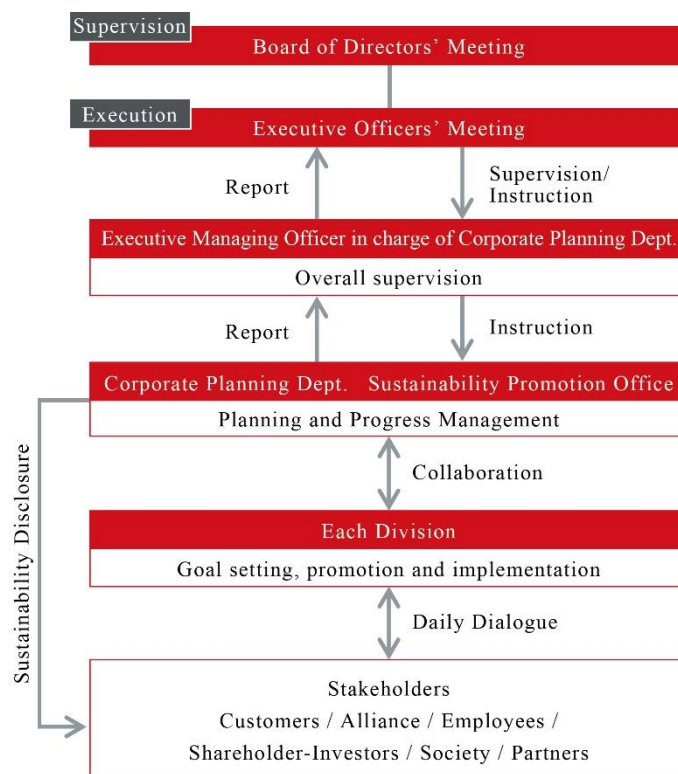 Supervision
Board of Directors' Meeting
Execution
Executive Officers' Meeting
Report
Supervision/
Instruction
Executive Managing Officer in charge of Corporate Planning Dept.
Overall supervision
Report
Instruction
Corporate Planning Dept. Sustainability Promotion Office
Planning and Progress Management
Sustainability Disclosure
Collaboration
Each Division
Goal setting, promotion and implementation
Daily Dialogue
Stakeholders
Customers / Alliance / Employees /
Shareholder-Investors / Society / Partners